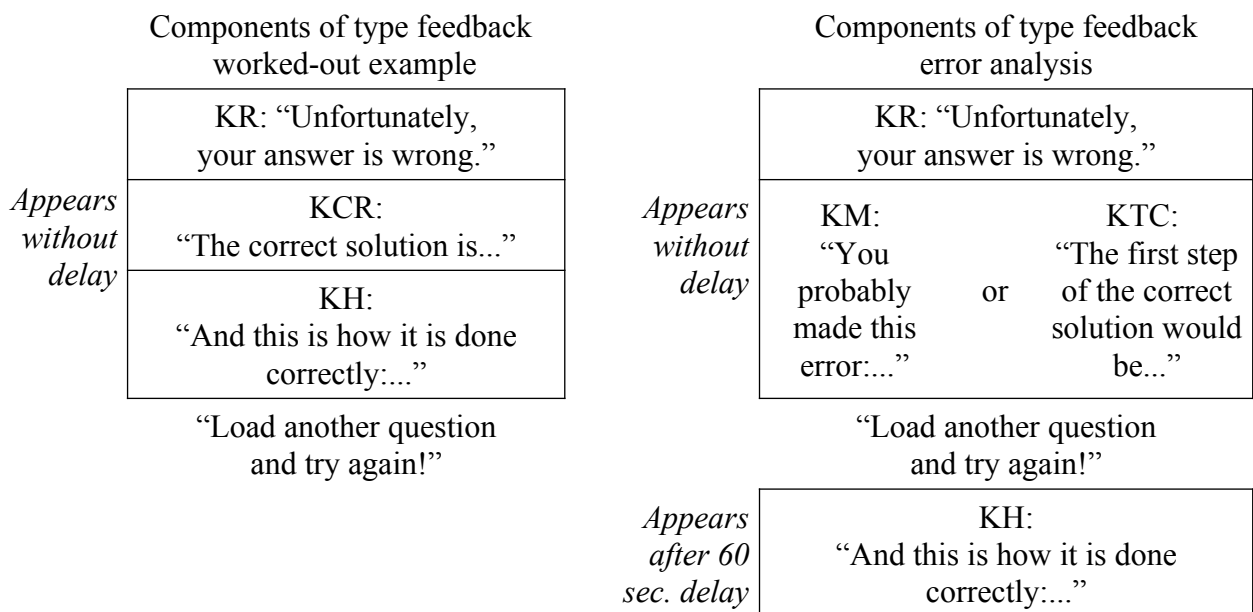 Components of type feedback
worked-out example
KR: “Unfortunately,
your answer is wrong.”
Appears
without
delay
KCR:
“The correct solution is...”
KH:
“And this is how it is done
correctly:...”
“Load another question
and try again!”
Components of type feedback
error analysis
KR: “Unfortunately,
your answer is wrong.”
Appears
without
delay
KM:
“You
probably
made this
error:...”
or
KTC:
“The first step
of the correct
solution would
be...”
“Load another question
and try again!”
Appears
after 60
sec. delay
KH:
“And this is how it is done
correctly:...”